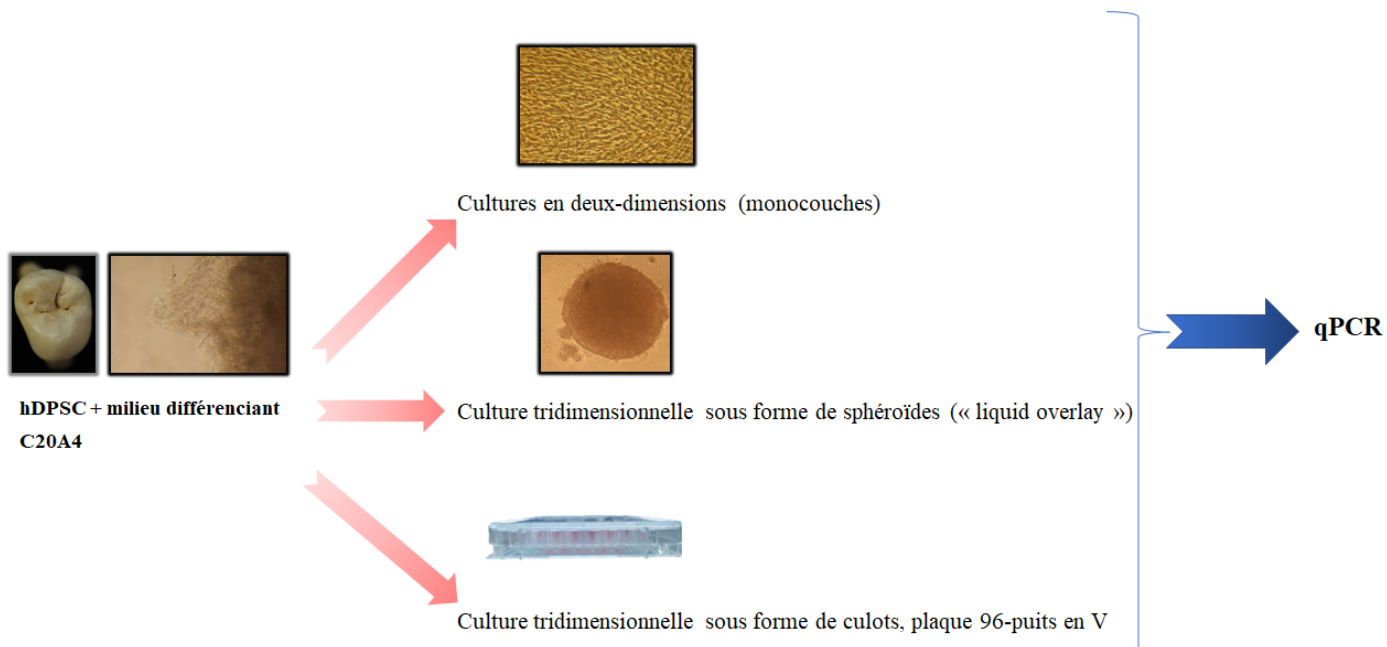 Cultures en deux-dimensions (monocouches)
hDPSC + milieu différenciant
C20A4
Culture tridimensionnelle sous forme de sphéroïdes (« liquid overlay »)
qPCR
Culture tridimensionnelle sous forme de culots, plaque 96-puits en V